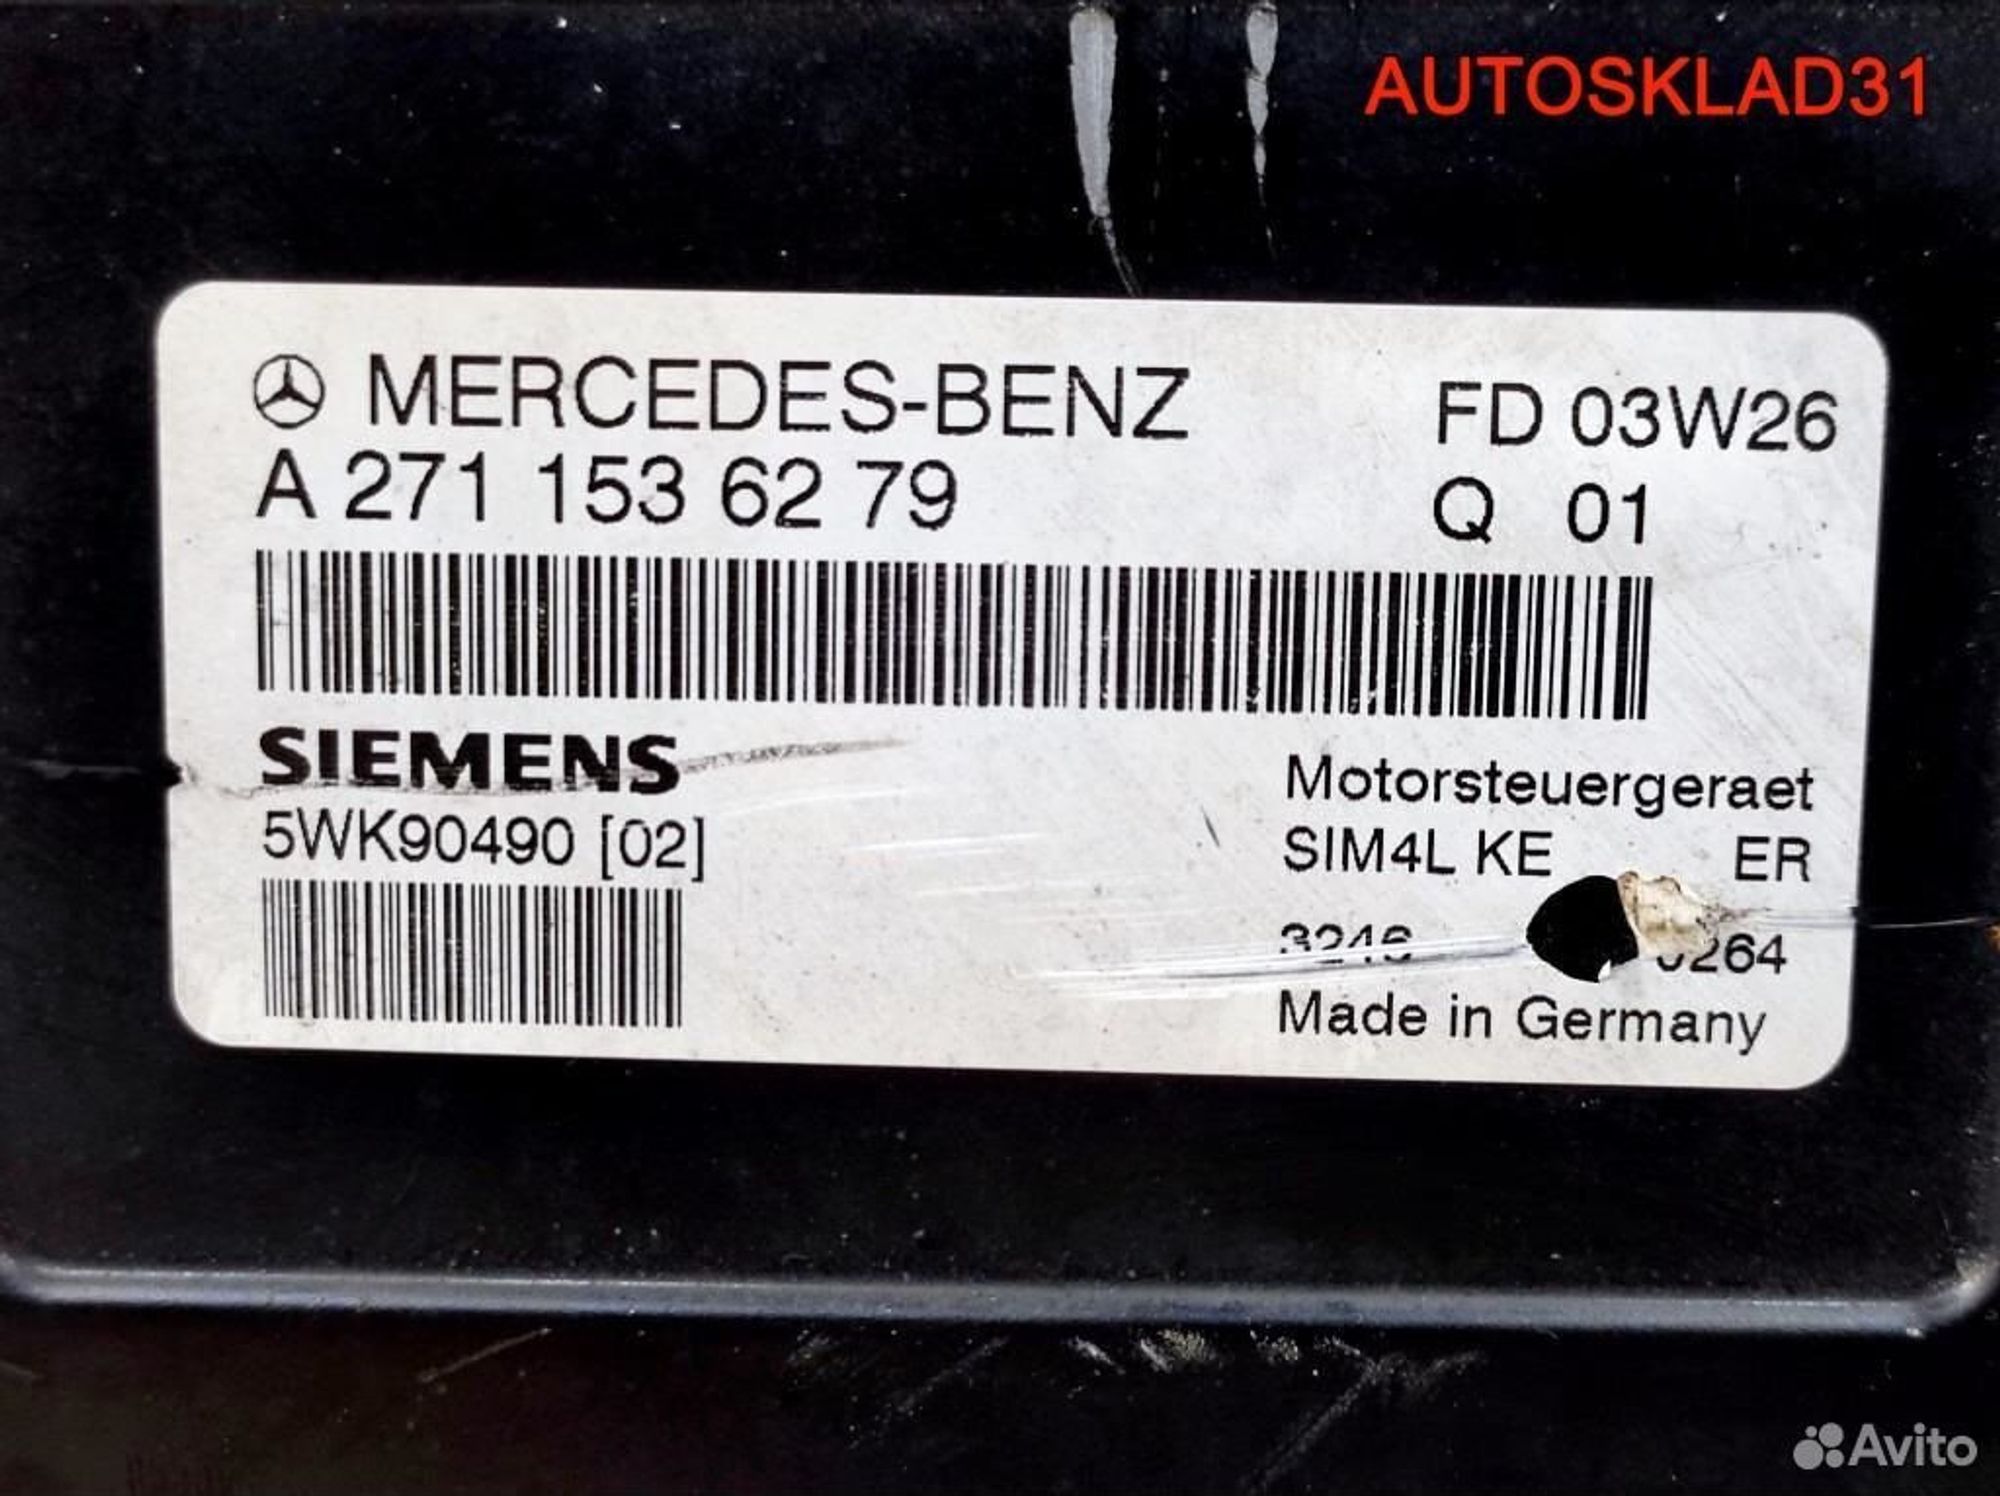 AUTOSKLAD31
MERCEDES-BENZ FD 03W26
A 271 153 62 79 Q 01
SIEMENS
5WK90490 [02]
Motorsteuergeraet
SIM4L KE ER
3246
Made in Germany
Avito